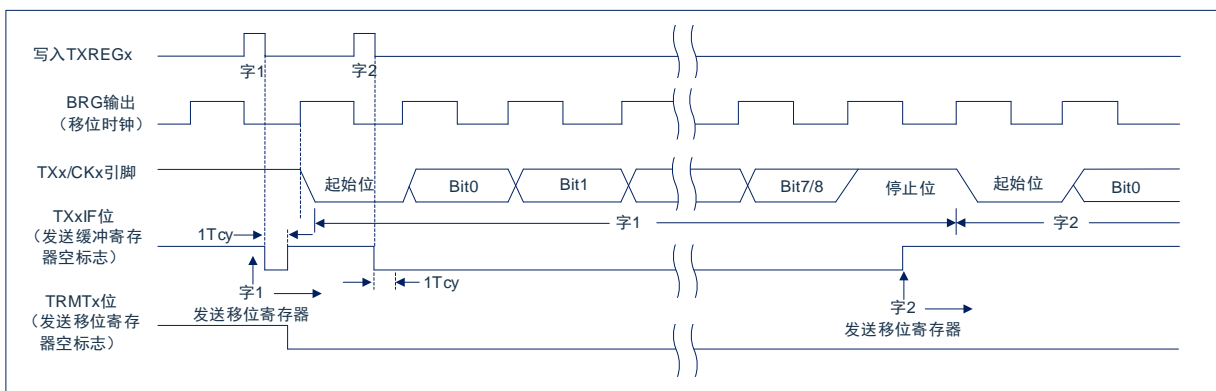 写入TXREGx
字1
字2
BRG输出
（移位时钟）
TXx/CKx引脚
起始位
Bit0
Bit1
Bit7/8
停止位
起始位
Bit0
TXxIF位
（发送缓冲寄存
器空标志）
1Tcy
字1
字2
1Tcy
字1
发送移位寄存器
字2
发送移位寄存器
TRMTx位
（发送移位寄存
器空标志）